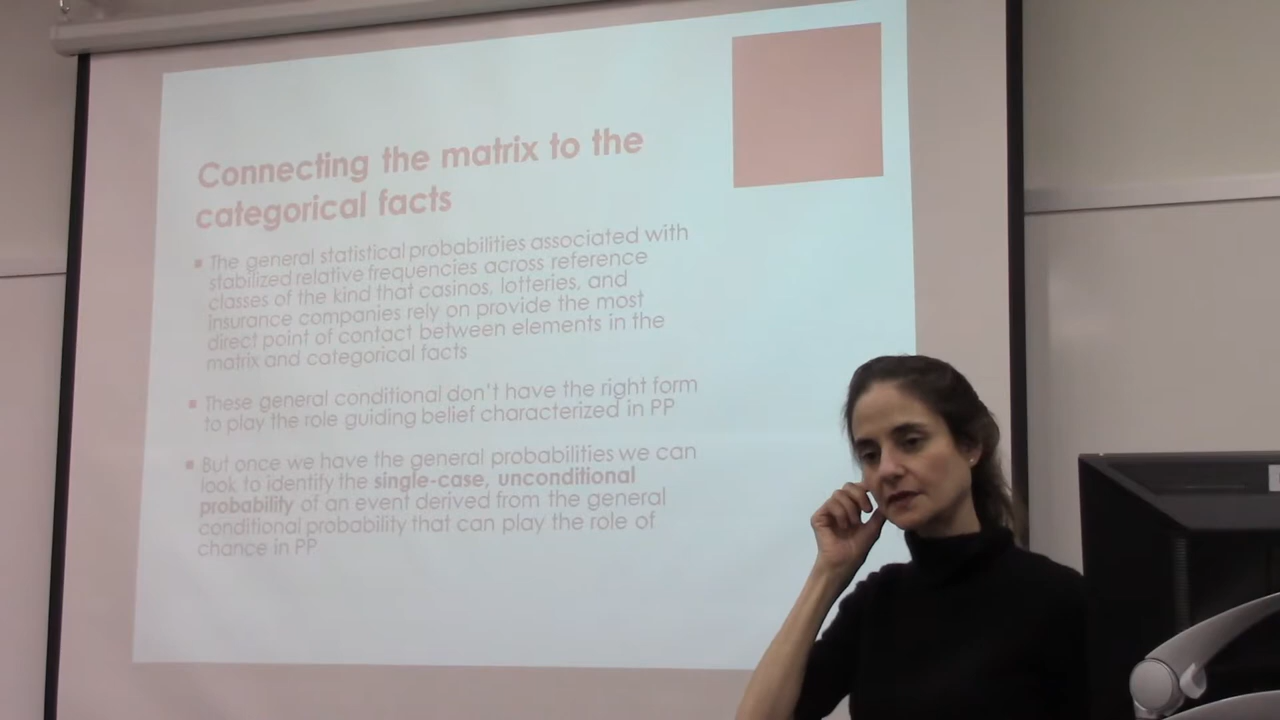 Connecting the matrix to the
categorical facts
▪ The general statistical probabilities associated with
stabilized relative frequencies across reference
classes of the kind that casinos, lotteries, and
insurance companies rely on provide the most
direct point of contact between elements in the
matrix and categorical facts
▪ These general conditional don't have the right form
to play the role guiding belief characterized in PP
▪ But once we have the general probabilities we can
look to identify the single-case, unconditional
probability of an event derived from the general
conditional probability that can play the role of
chance in PP